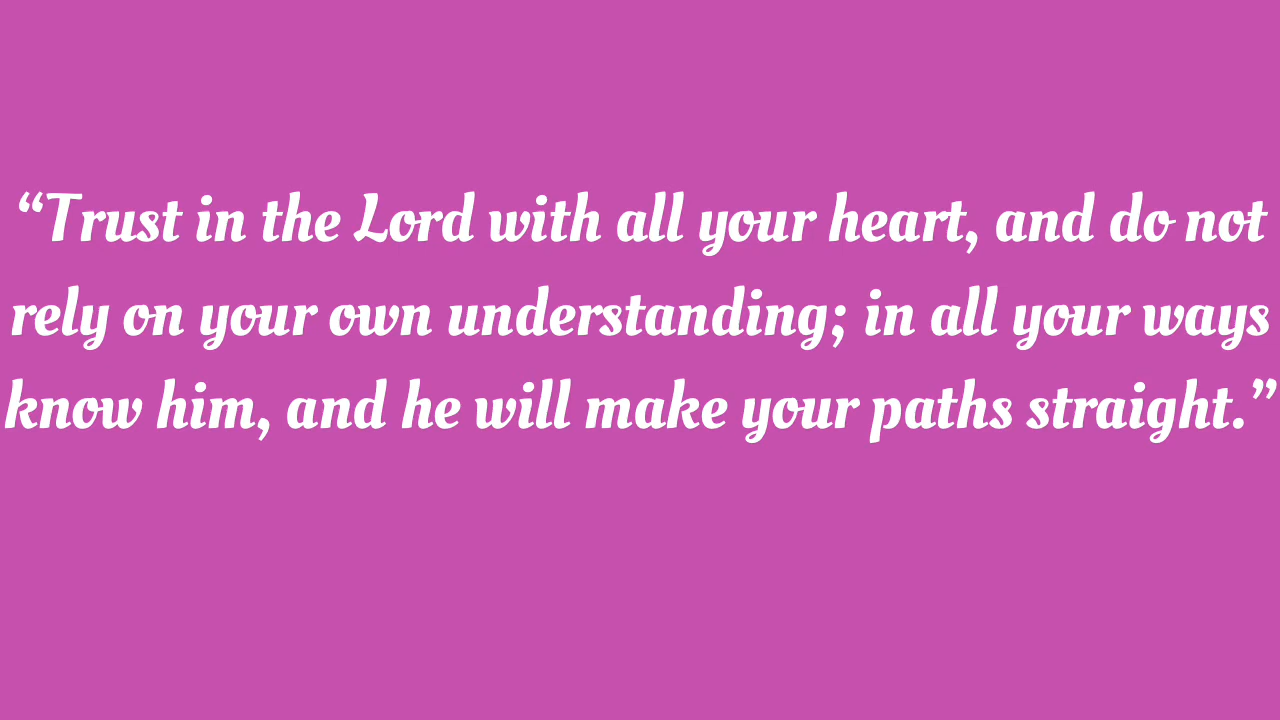 “Trust in the Lord with all your heart, and do not
rely on your own understanding; in all your ways
know him, and he will make your paths straight.”